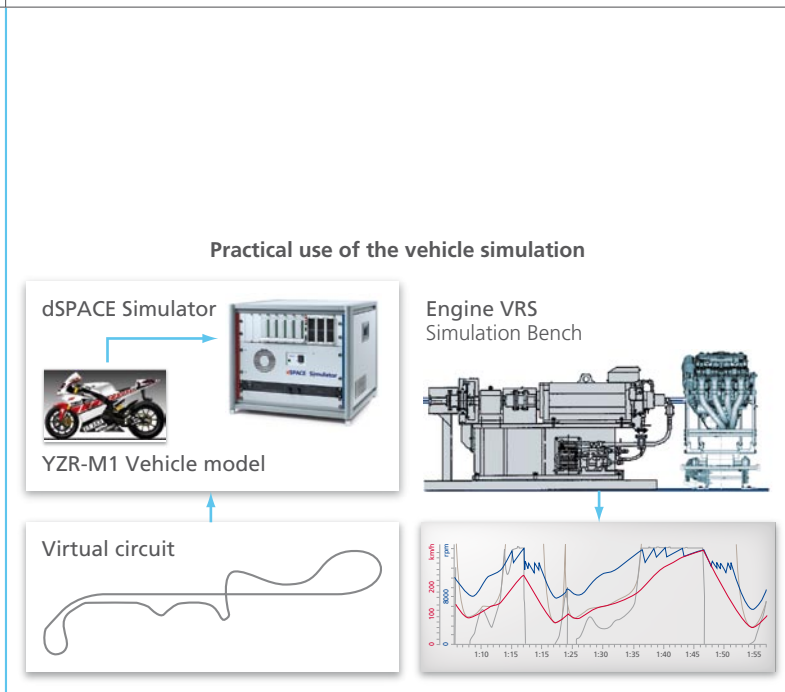 Practical use of the vehicle simulation
dSPACE Simulator
dSPACE Simulator
YAMAHA
YZR-M1 Vehicle model
Engine VRS
Simulation Bench
Virtual circuit
km/h
rpm
200
100
8000
0
0
1:10 1:15 1:15 1:25 1:30 1:35 1:40 1:45 1:50 1:55